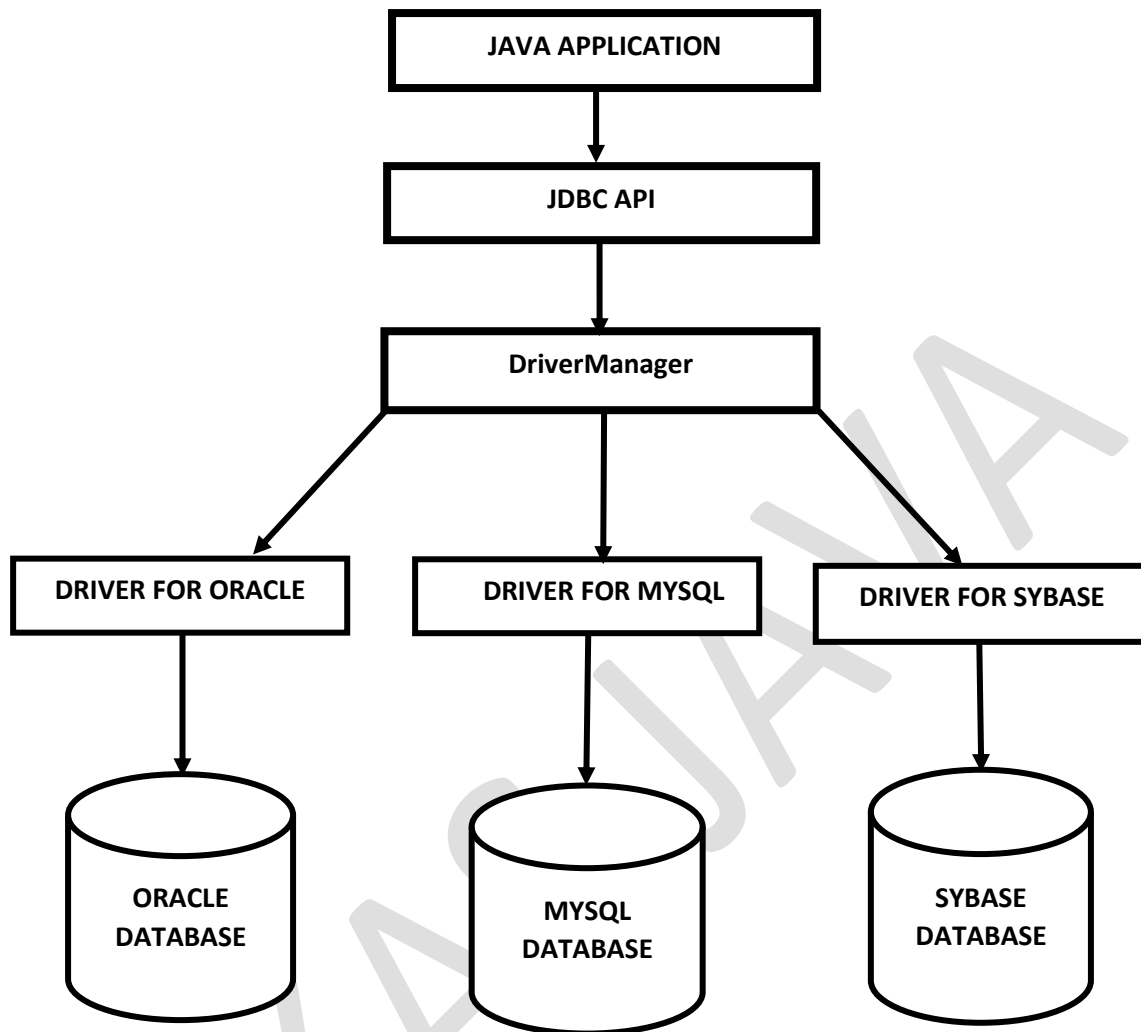 JAVA APPLICATION
JDBC API
DriverManager
DRIVER FOR ORACLE
DRIVER FOR MYSQL
DRIVER FOR SYBASE
ORACLE
DATABASE
MYSQL
DATABASE
SYBASE
DATABASE
JAVA